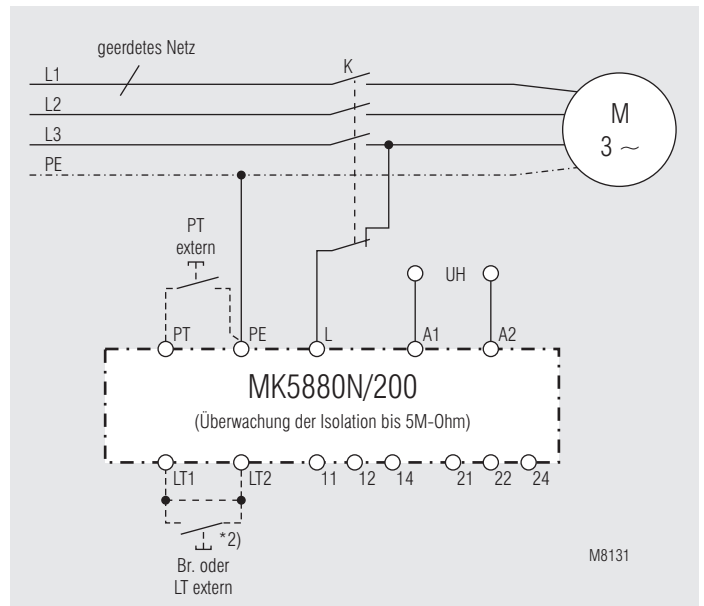 geerdetes Netz
L1
K
L2
L3
PE
M
3 ~
PT
extern
UH
PT
PE
L
A1
A2
MK5880N/200
(Überwachung der Isolation bis 5M-Ohm)
LT1
LT2
11
12
14
21
22
24
*2)
Br. oder
LT extern
M8131